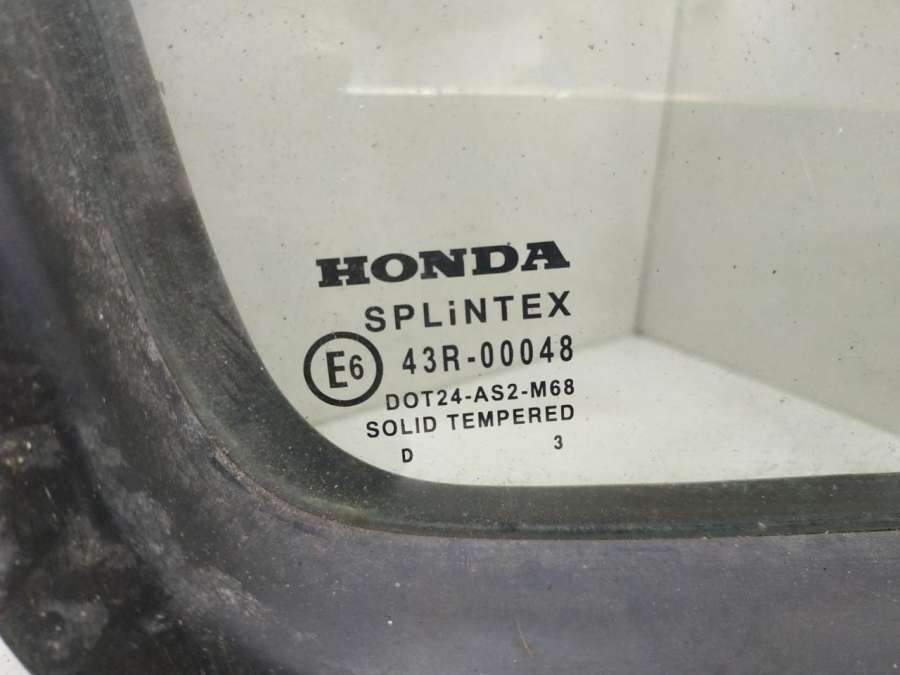 HONDA
SPLiNTEX
E6 43R-00048
DOT24-AS2-M68
SOLID TEMPERED
D 3